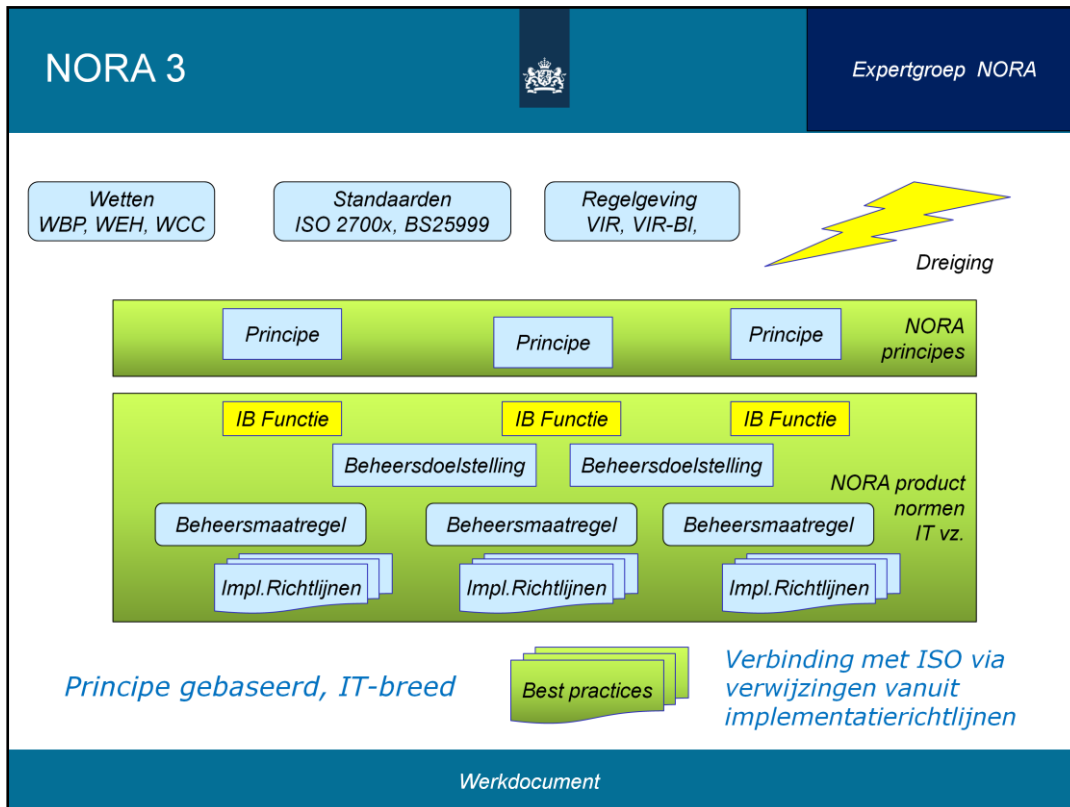 NORA 3
Expertgroep NORA
Wetten
WBP, WEH, WCC
Standaarden
ISO 2700x, BS25999
Regelgeving
VIR, VIR-BI,
Dreiging
Principe
Principe
Principe
NORA
principes
IB Functie
IB Functie
IB Functie
Beheersdoelstelling
Beheersdoelstelling
NORA product
normen
IT vz.
Beheersmaatregel
Beheersmaatregel
Beheersmaatregel
Impl.Richtlijnen
Impl.Richtlijnen
Impl.Richtlijnen
Principe gebaseerd, IT-breed
Best practices
Verbinding met ISO via
verwijzingen vanuit
implementatierichtlijnen
Werkdocument